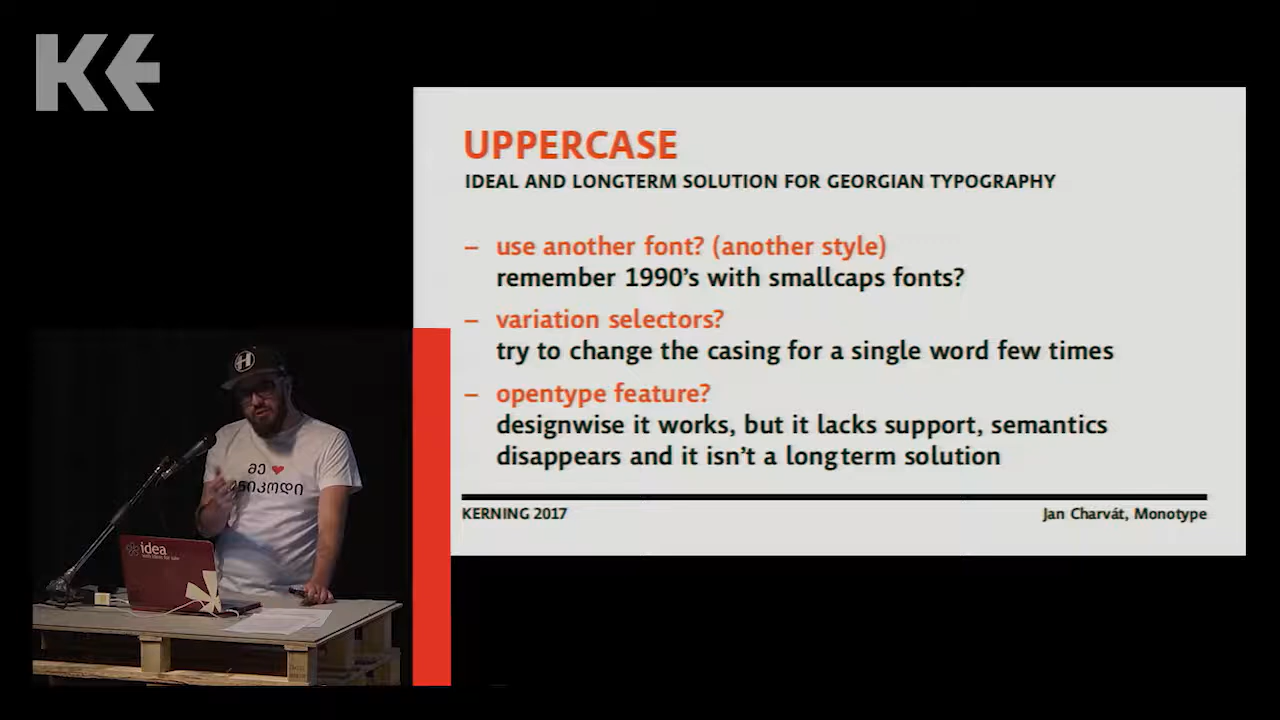 KE
UPPERCASE
IDEAL AND LONGTERM SOLUTION FOR GEORGIAN TYPOGRAPHY
– use another font? (another style)
remember 1990's with smallcaps fonts?
– variation selectors?
try to change the casing for a single word few times
– opentype feature?
designwise it works, but it lacks support, semantics
disappears and it isn't a longterm solution
KERNING 2017
Jan Charvát, Monotype
მე ❤
idea